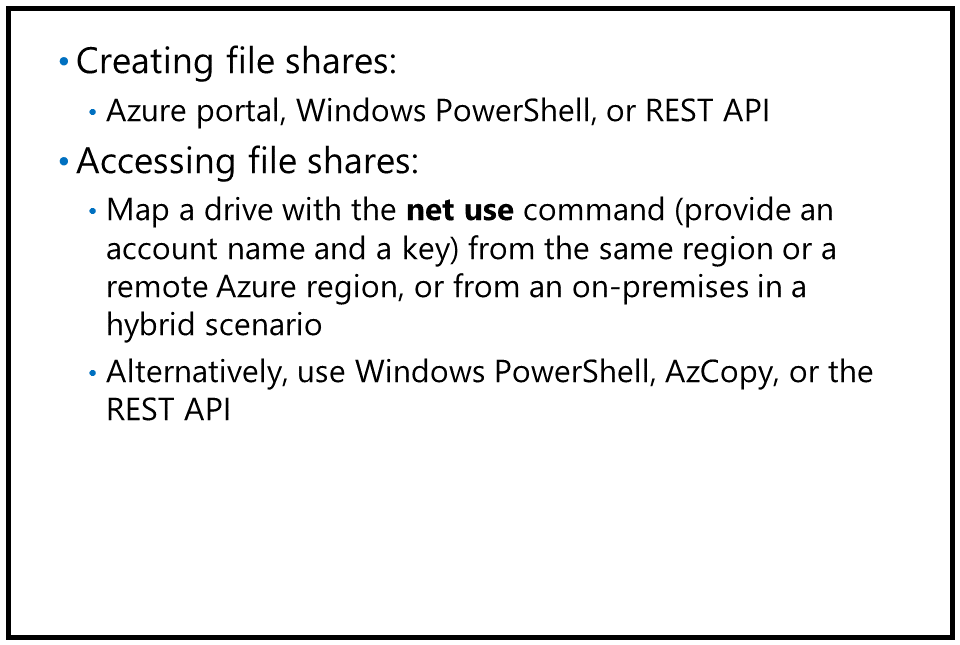 • Creating file shares:
• Azure portal, Windows PowerShell, or REST API
• Accessing file shares:
• Map a drive with the net use command (provide an
account name and a key) from the same region or a
remote Azure region, or from an on-premises in a
hybrid scenario
• Alternatively, use Windows PowerShell, AzCopy, or the
REST API